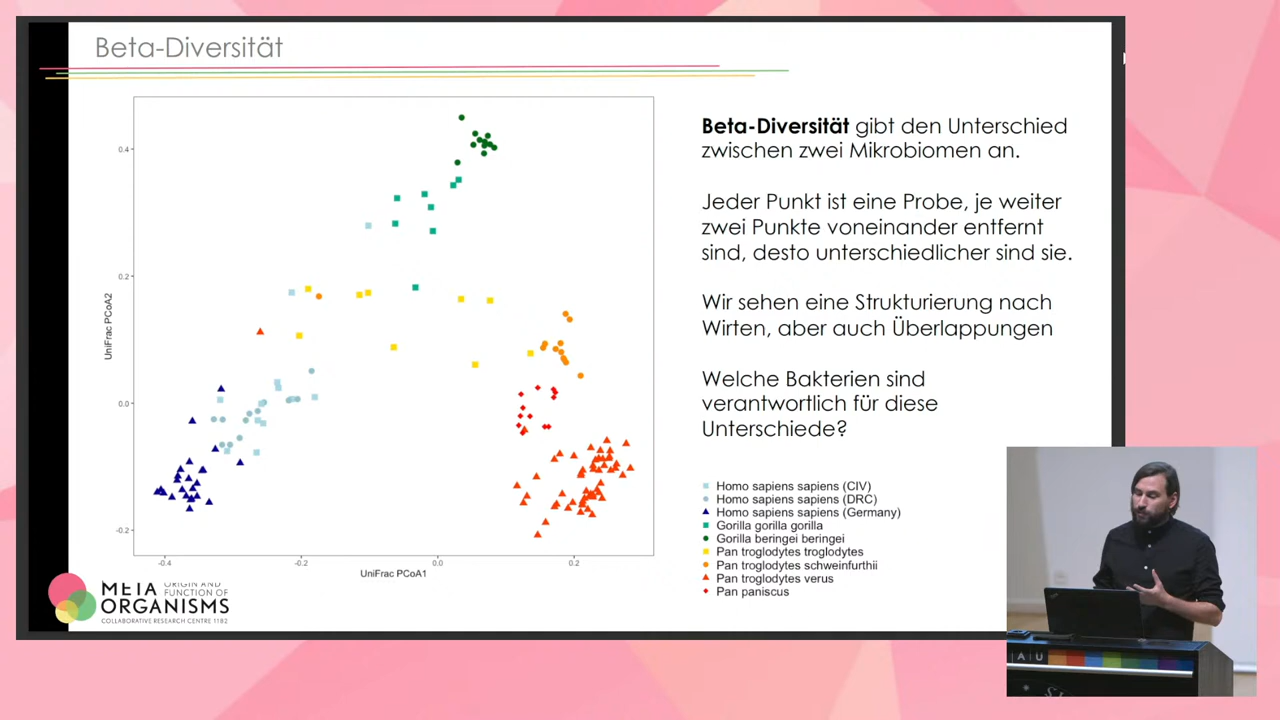 Beta-Diversität
Beta-Diversität gibt den Unterschied
zwischen zwei Mikrobiomen an.
Jeder Punkt ist eine Probe, je weiter
zwei Punkte voneinander entfernt
sind, desto unterschiedlicher sind sie.
Wir sehen eine Strukturierung nach
Wirten, aber auch Überlappungen
Welche Bakterien sind
verantwortlich für diese
Unterschiede?
0.4
0.2
0.0
-0.2
UniFrac PCoA2
-0.4
-0.2
0.0
0.2
UniFrac PCoA1
Homo sapiens sapiens (CIV)
Homo sapiens sapiens (DRC)
Homo sapiens sapiens (Germany)
Gorilla gorilla gorilla
Gorilla beringei beringei
Pan troglodytes troglodytes
Pan troglodytes schweinfurthii
Pan troglodytes verus
Pan paniscus
META
ORIGIN AND
FUNCTION OF
ORGANISMS
COLLABORATIVE RESEARCH CENTRE 1182
A U